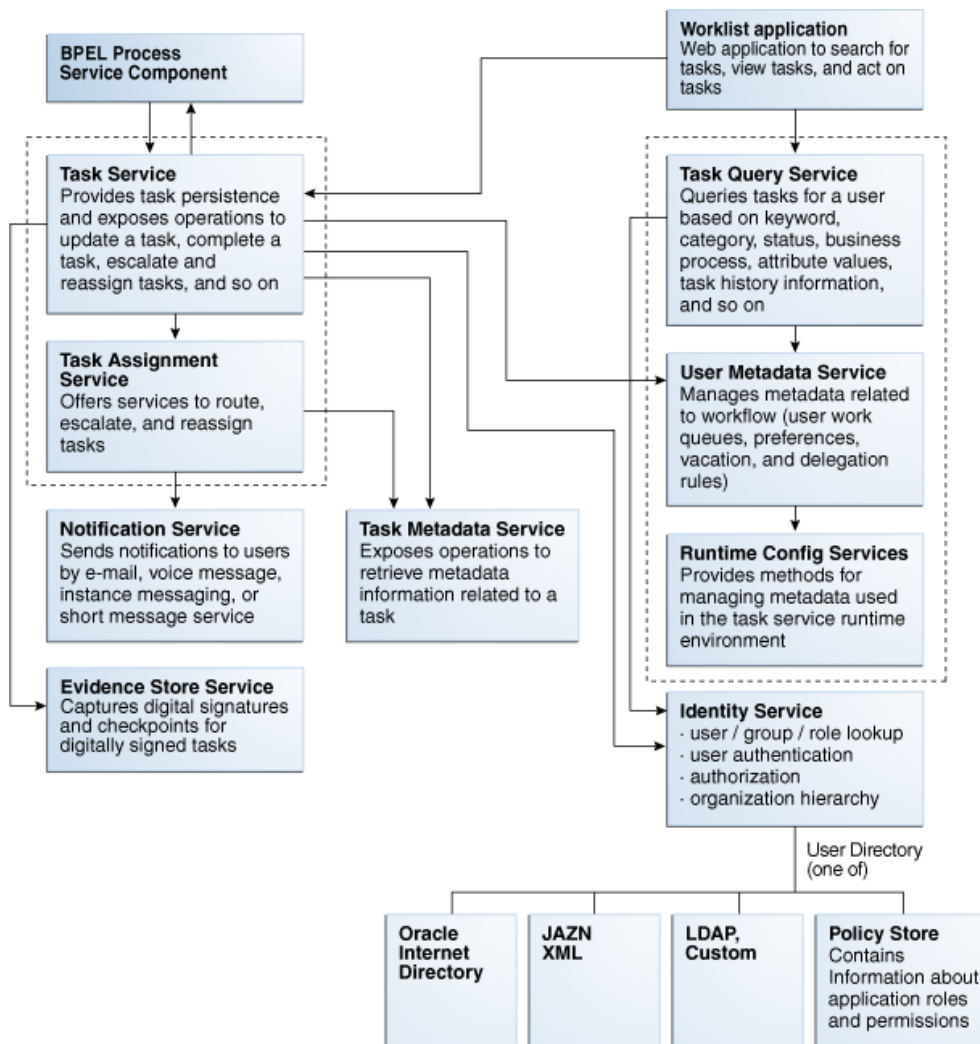 BPEL Process
Service Component
Worklist application
Web application to search for
tasks, view tasks, and act on
tasks
Task Service
Provides task persistence
and exposes operations to
update a task, complete a
task, escalate and
reassign tasks, and so on
Task Query Service
Queries tasks for a user
based on keyword,
category, status, business
process, attribute values,
task history information,
and so on
Task Assignment
Service
Offers services to route,
escalate, and reassign
tasks
User Metadata Service
Manages metadata related
to workflow (user work
queues, preferences,
vacation, and delegation
rules)
Notification Service
Sends notifications to users
by e-mail, voice message,
instance messaging, or
short message service
Task Metadata Service
Exposes operations to
retrieve metadata
information related to a
task
Runtime Config Services
Provides methods for
managing metadata used
in the task service runtime
environment
Evidence Store Service
Captures digital signatures
and checkpoints for
digitally signed tasks
Identity Service
· user / group / role lookup
· user authentication
· authorization
· organization hierarchy
User Directory
(one of)
Oracle
Internet
Directory
JAZN
XML
LDAP,
Custom
Policy Store
Contains
Information about
application roles
and permissions